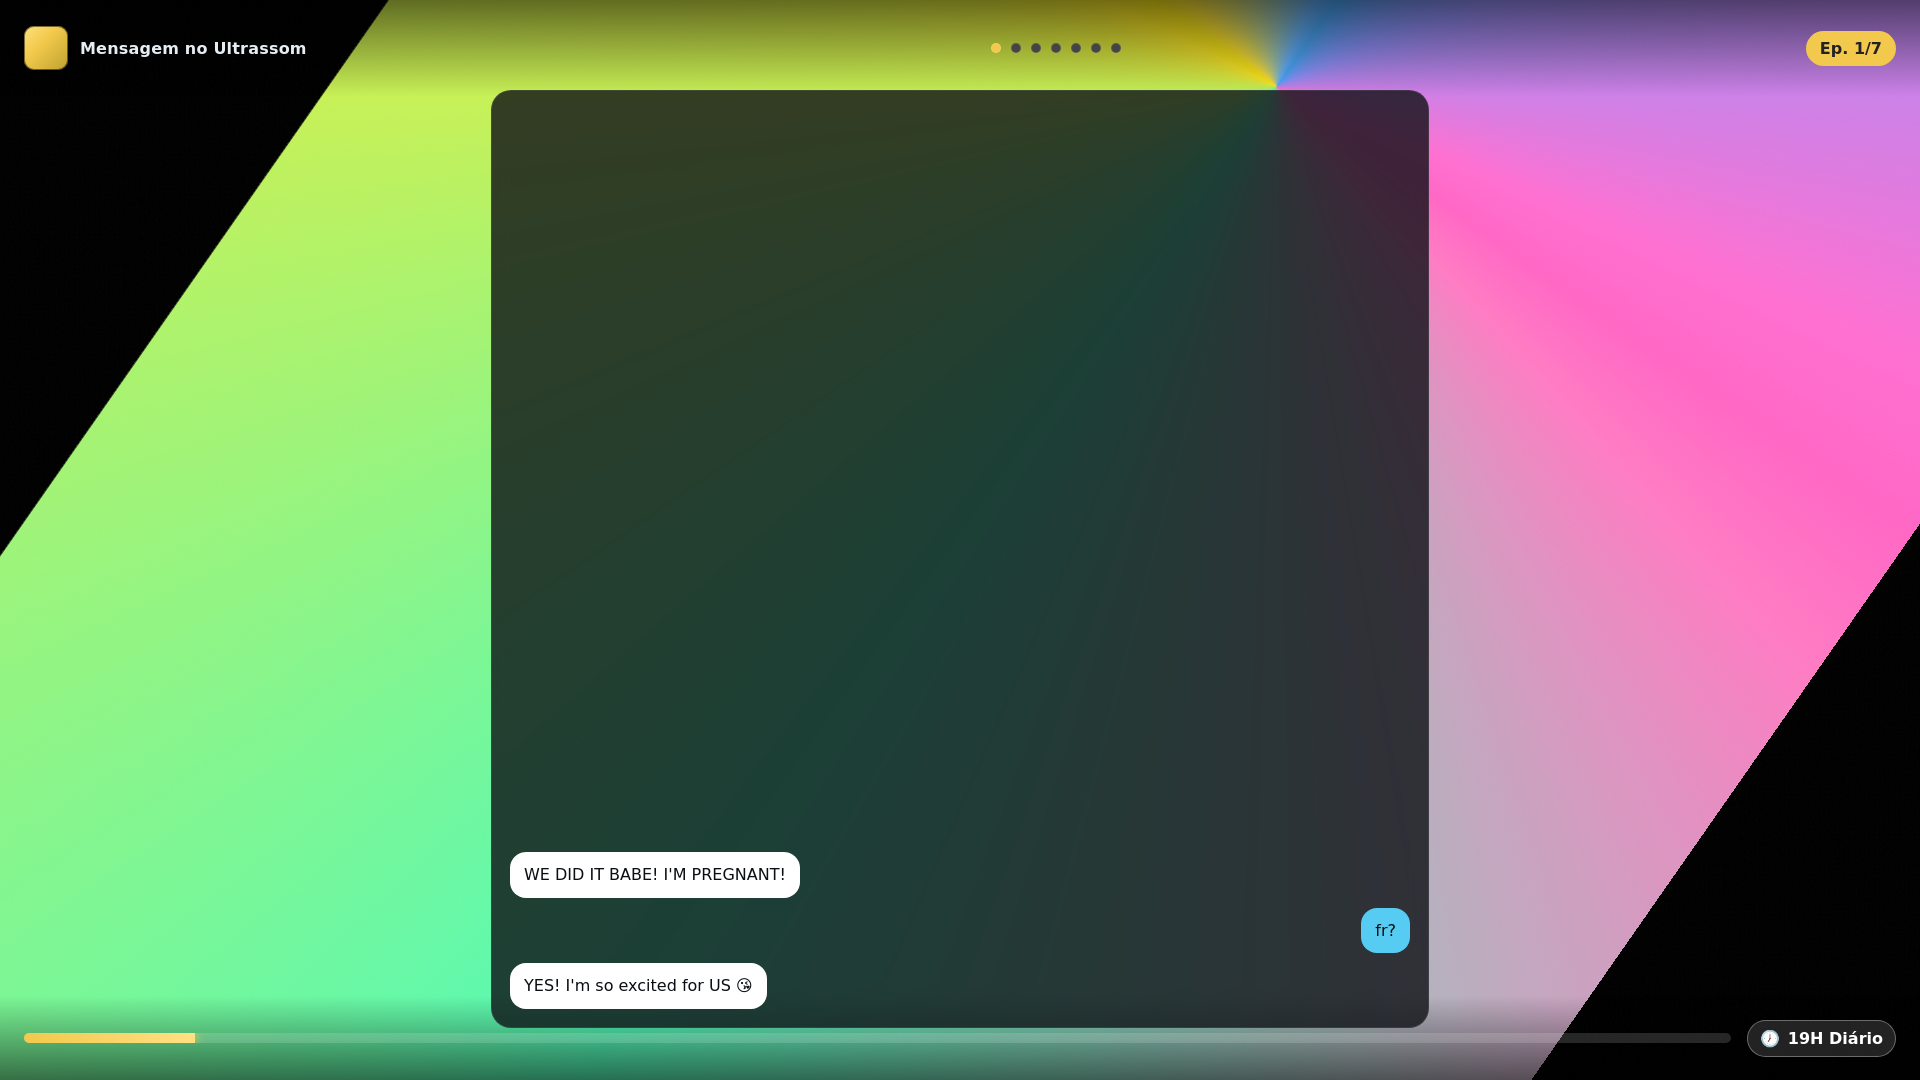 Mensagem no Ultrassom
Ep. 1/7
WE DID IT BABE! I'M PREGNANT!
fr?
YES! I'm so excited for US 😘
🕖 19H Diário